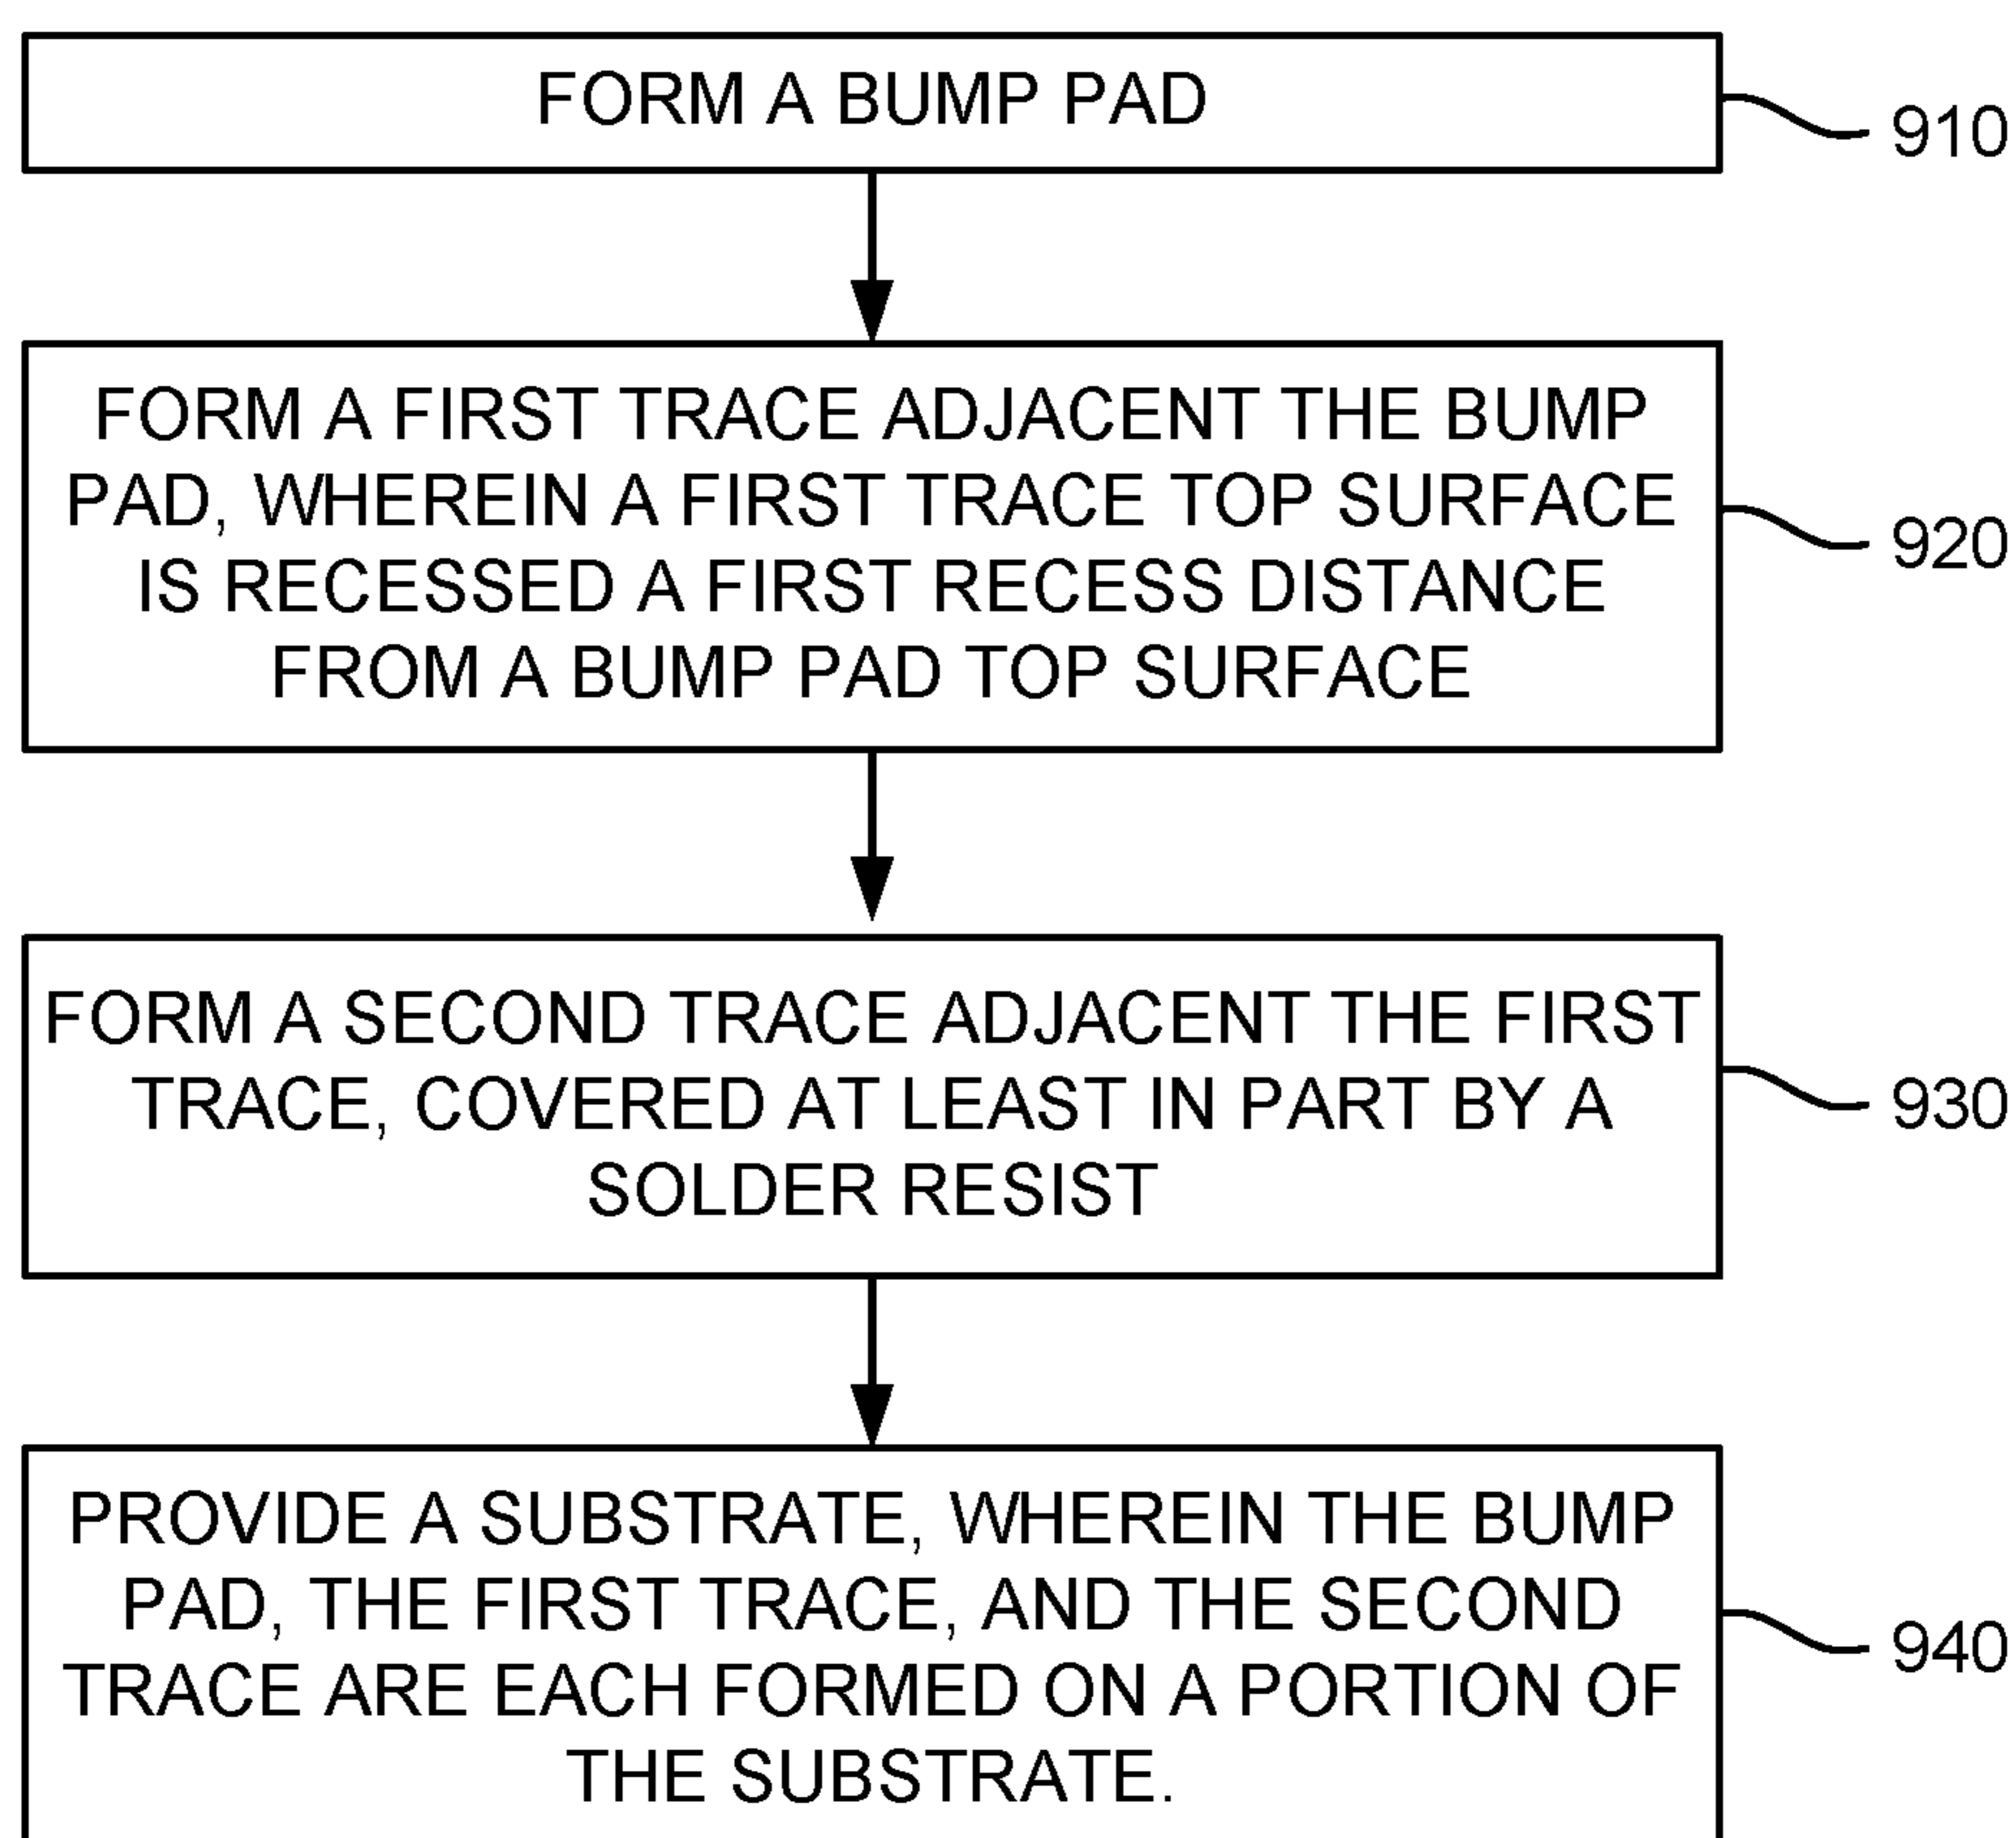 FORM A BUMP PAD
910
FORM A FIRST TRACE ADJACENT THE BUMP
PAD, WHEREIN A FIRST TRACE TOP SURFACE
IS RECESSED A FIRST RECESS DISTANCE
FROM A BUMP PAD TOP SURFACE
920
FORM A SECOND TRACE ADJACENT THE FIRST
TRACE, COVERED AT LEAST IN PART BY A
SOLDER RESIST
930
PROVIDE A SUBSTRATE, WHEREIN THE BUMP
PAD, THE FIRST TRACE, AND THE SECOND
TRACE ARE EACH FORMED ON A PORTION OF
THE SUBSTRATE.
940